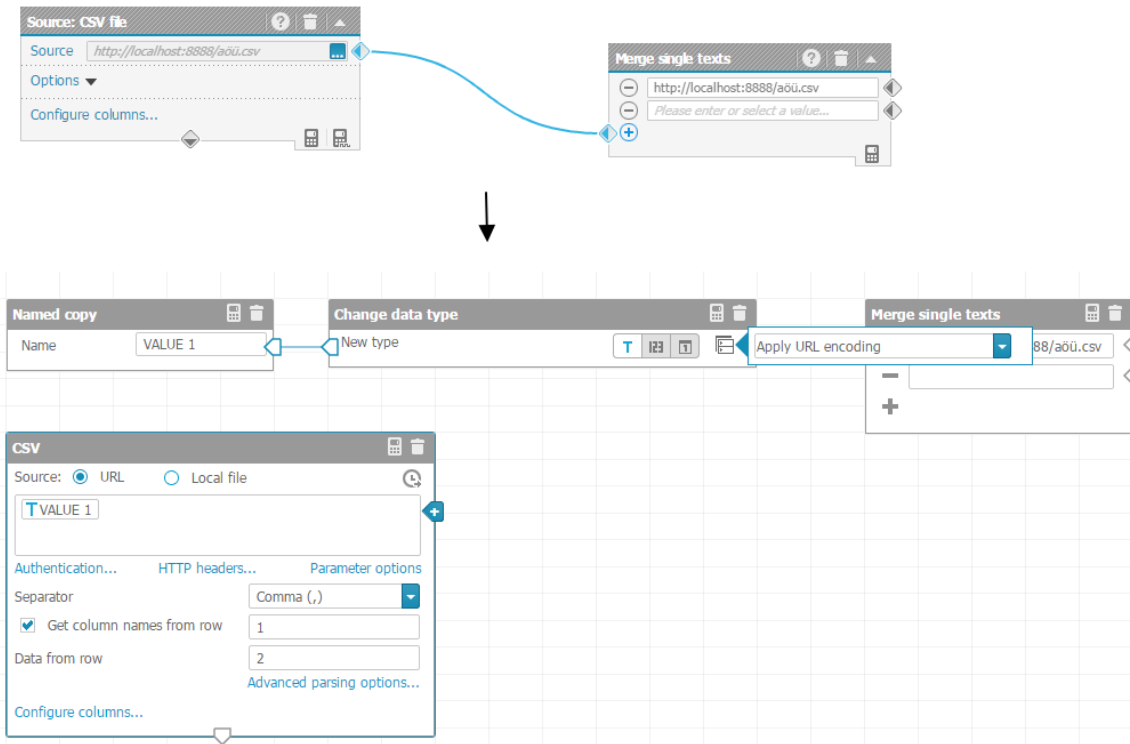 Source: CSV file
Source http://localhost:8888/aöü.csv ...
Options
Configure columns...
Merge single texts
http://localhost:8888/aöü.csv
Please enter or select a value...
Named copy
Name VALUE 1
Change data type
New type T 123 1 Apply URL encoding
Merge single texts
88/aöü.csv
CSV
Source: URL Local file
T VALUE 1
Authentication... HTTP headers... Parameter options
Separator Comma (,)
Get column names from row 1
Data from row 2
Advanced parsing options...
Configure columns...